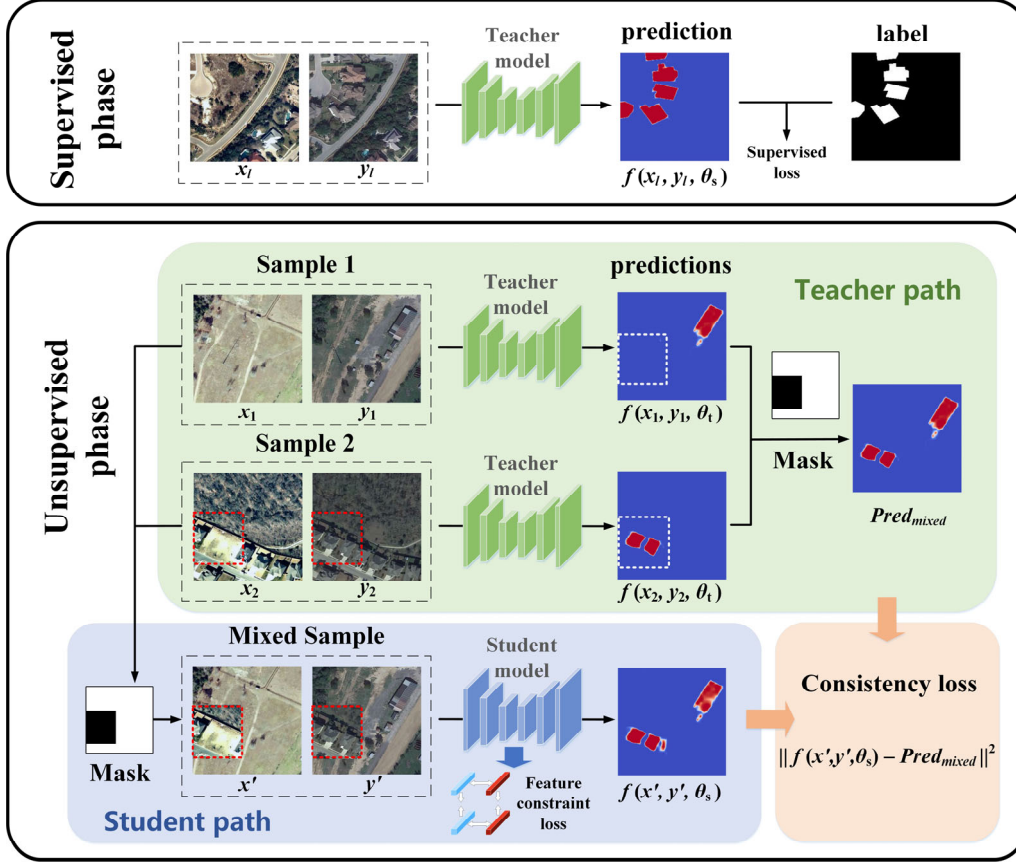 Supervised
phase
Teacher
model
prediction
label
x_l
y_l
f (x_l, y_l, θ_s)
Supervised
loss
Unsupervised
phase
Sample 1
Teacher
model
predictions
Teacher path
x_1
y_1
f (x_1, y_1, θ_t)
Sample 2
Teacher
model
Mask
Pred_mixed
x_2
y_2
f (x_2, y_2, θ_t)
Mixed Sample
Student
model
Mask
x′
y′
Feature
constraint
loss
f (x′, y′, θ_s)
Student path
Consistency loss
|| f (x′,y′,θ_s) – Pred_mixed||²